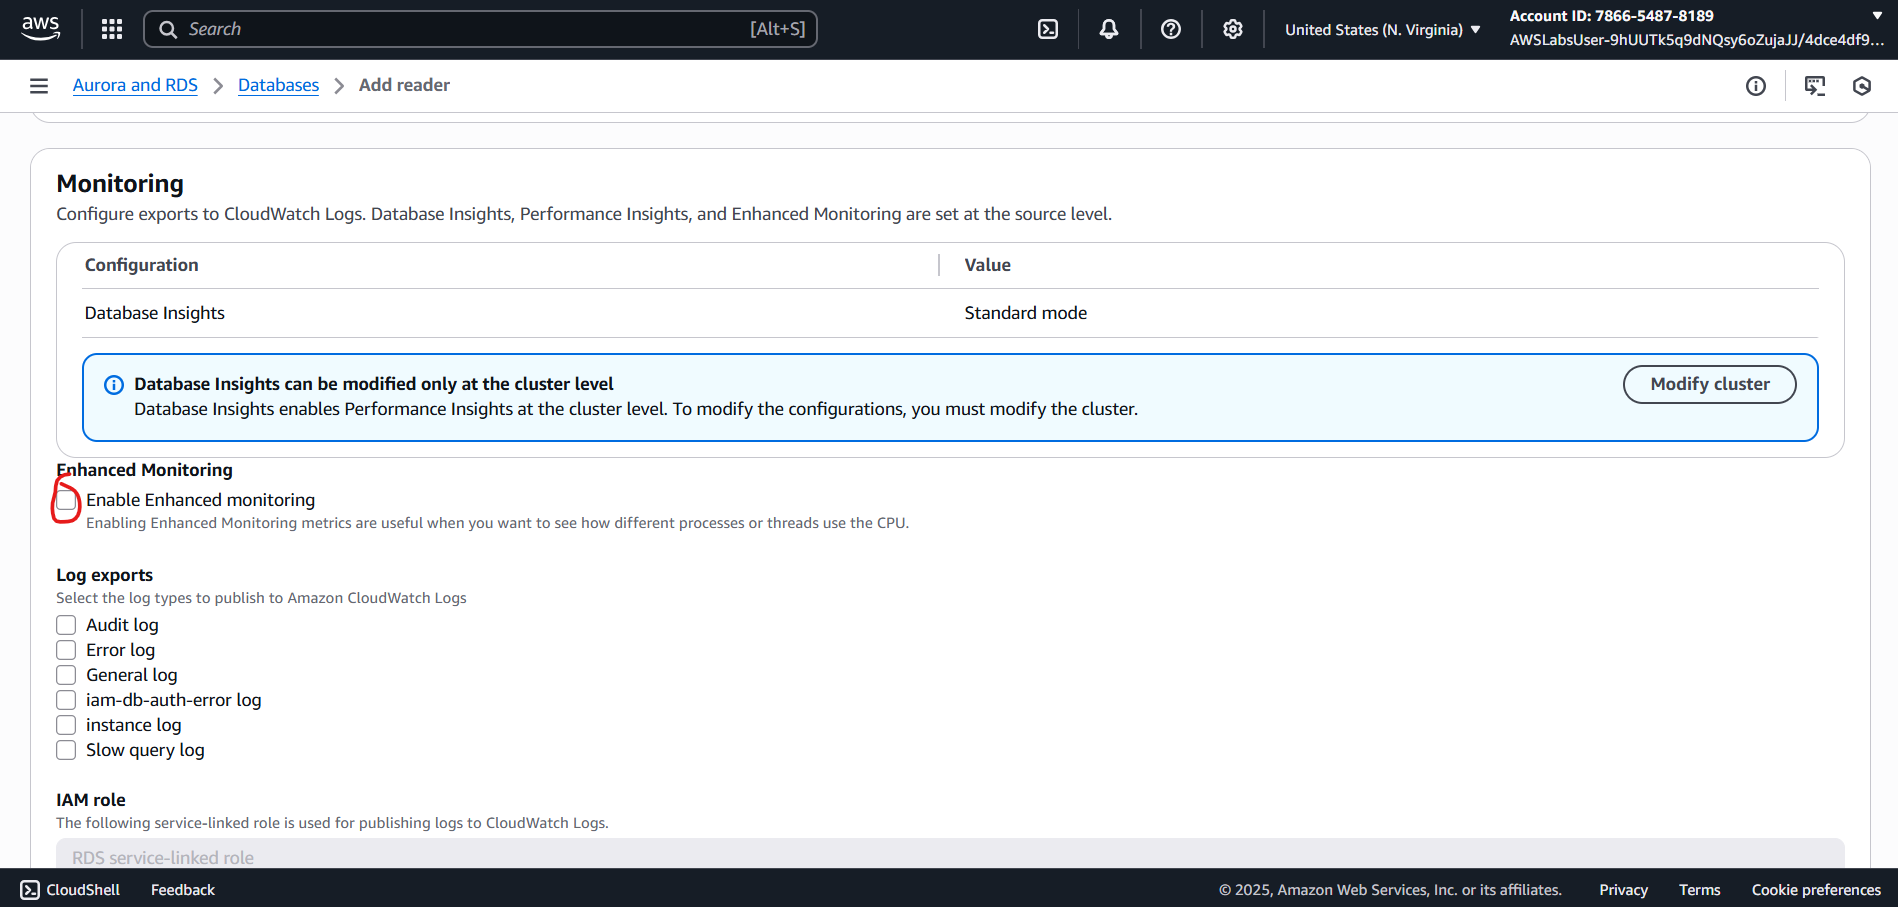 aws
Search [Alt+S]
United States (N. Virginia)
Account ID: 7866-5487-8189
AWSLabsUser-9hUUTk5q9dNQsy6oZujaJJ/4dce4df9...
Aurora and RDS > Databases > Add reader
Monitoring
Configure exports to CloudWatch Logs. Database Insights, Performance Insights, and Enhanced Monitoring are set at the source level.
Configuration Value
Database Insights Standard mode
Database Insights can be modified only at the cluster level
Modify cluster
Database Insights enables Performance Insights at the cluster level. To modify the configurations, you must modify the cluster.
Enhanced Monitoring
Enable Enhanced monitoring
Enabling Enhanced Monitoring metrics are useful when you want to see how different processes or threads use the CPU.
Log exports
Select the log types to publish to Amazon CloudWatch Logs
Audit log
Error log
General log
iam-db-auth-error log
instance log
Slow query log
IAM role
The following service-linked role is used for publishing logs to CloudWatch Logs.
RDS service-linked role
CloudShell Feedback © 2025, Amazon Web Services, Inc. or its affiliates. Privacy Terms Cookie preferences